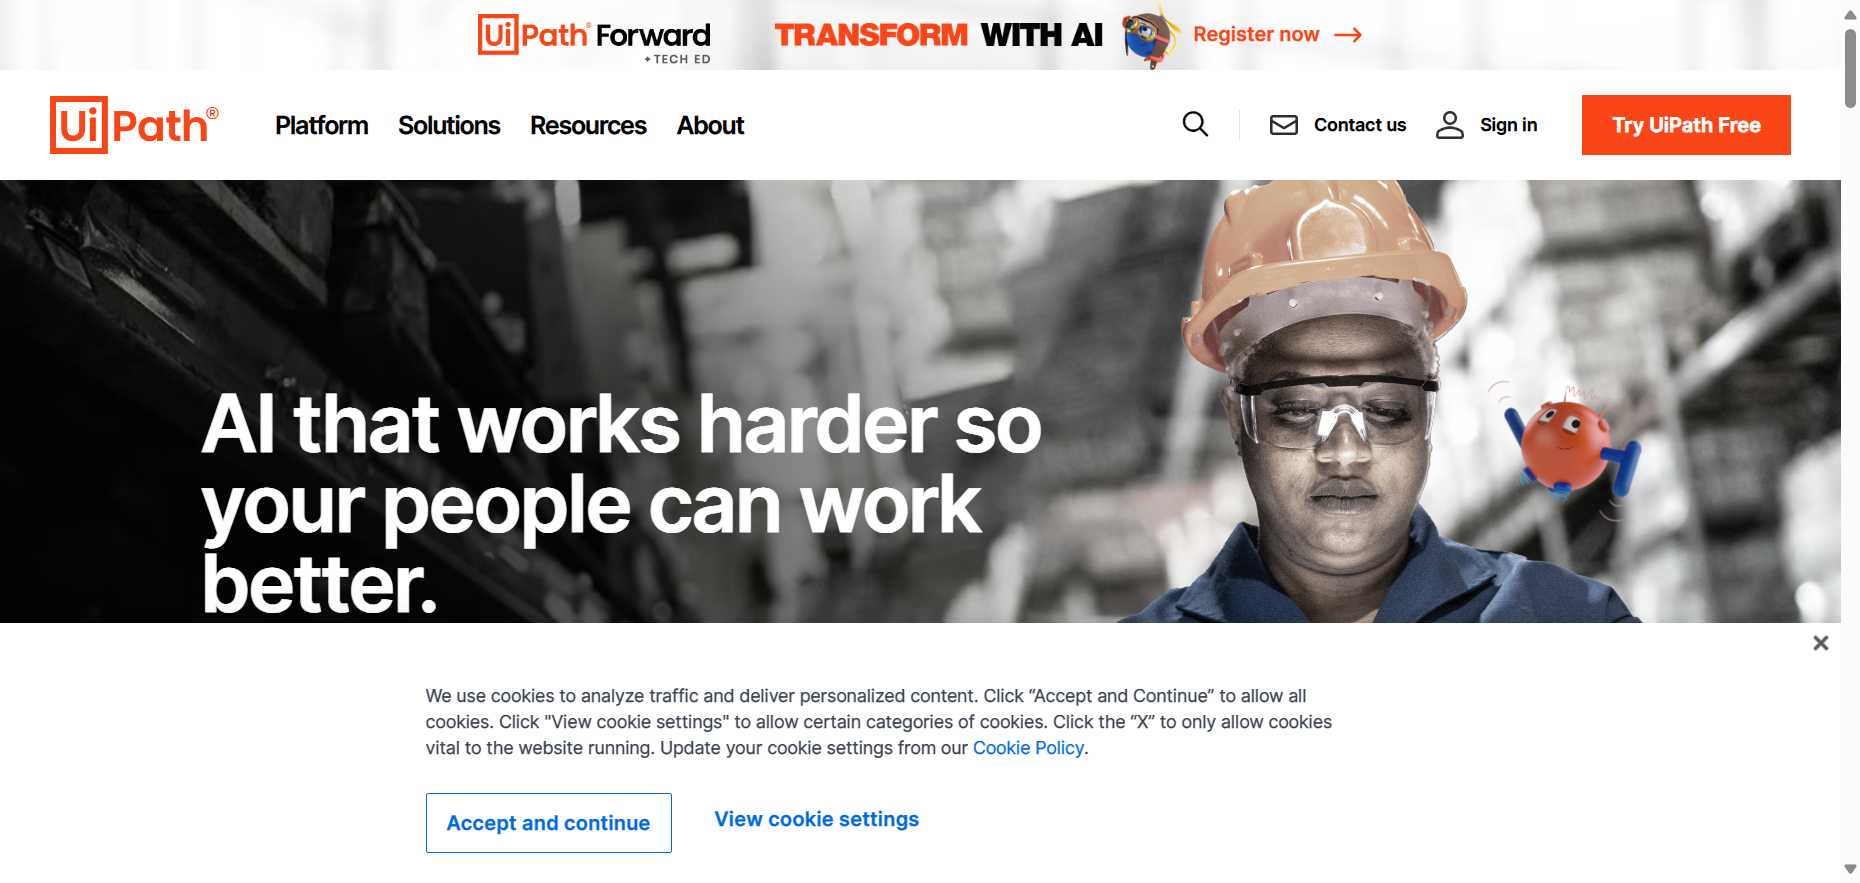 UiPath Forward
+ TECH ED
TRANSFORM WITH AI
Register now
UiPath®
Platform
Solutions
Resources
About
Contact us
Sign in
Try UiPath Free
AI that works harder so
your people can work
better.
We use cookies to analyze traffic and deliver personalized content. Click “Accept and Continue” to allow all
cookies. Click "View cookie settings" to allow certain categories of cookies. Click the “X” to only allow cookies
vital to the website running. Update your cookie settings from our Cookie Policy.
Accept and continue
View cookie settings